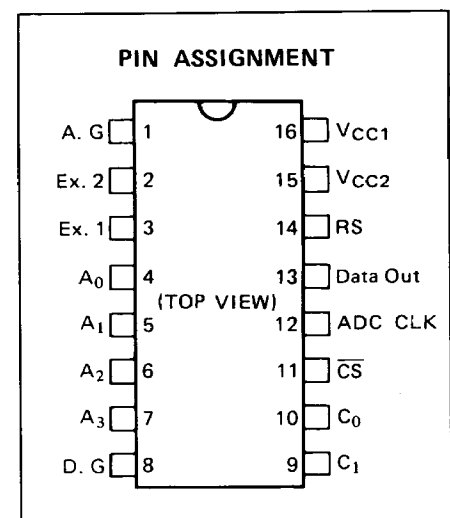 PIN ASSIGNMENT
A. G 1 16 VCC1
Ex. 2 2 15 VCC2
Ex. 1 3 14 RS
A0 4 13 Data Out
(TOP VIEW)
A1 5 12 ADC CLK
A2 6 11 C̅S̅
A3 7 10 C0
D. G 8 9 C1